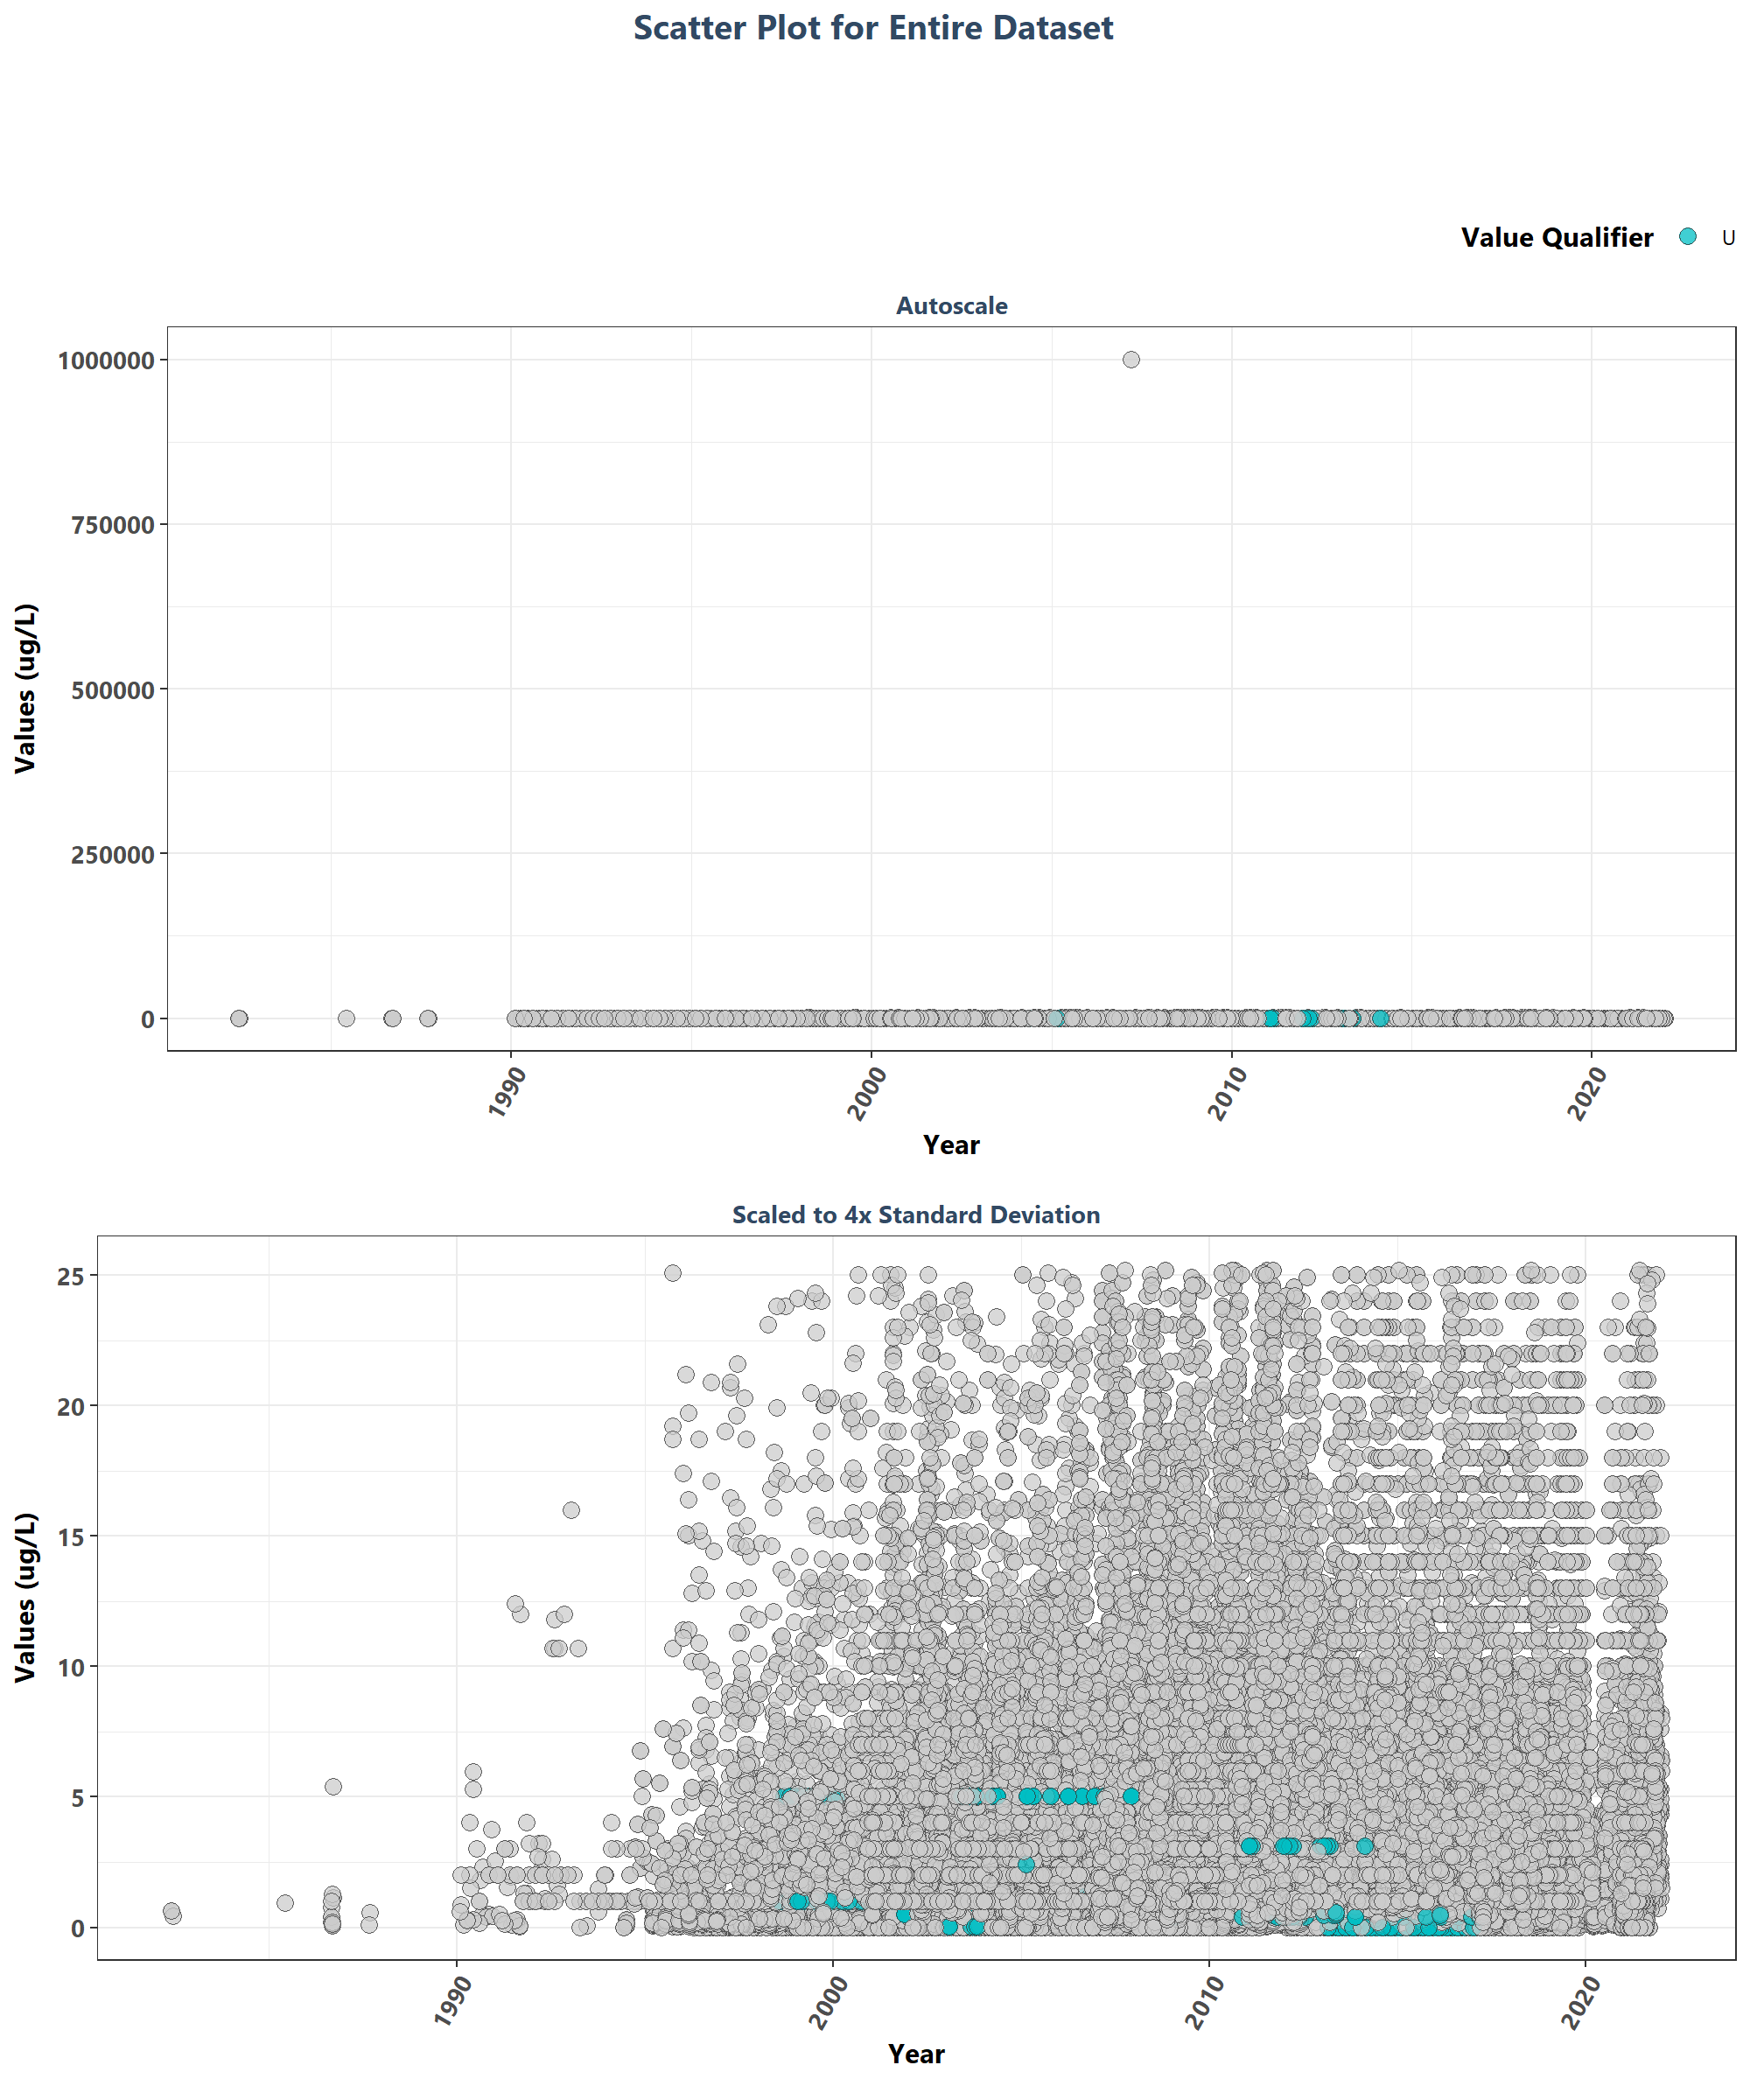 Scatter Plot for Entire Dataset
Value Qualifier U
Autoscale
Values (ug/L)
1000000
750000
500000
250000
0
1990 2000 2010 2020
Year
Scaled to 4x Standard Deviation
Values (ug/L)
25
20
15
10
5
0
1990 2000 2010 2020
Year